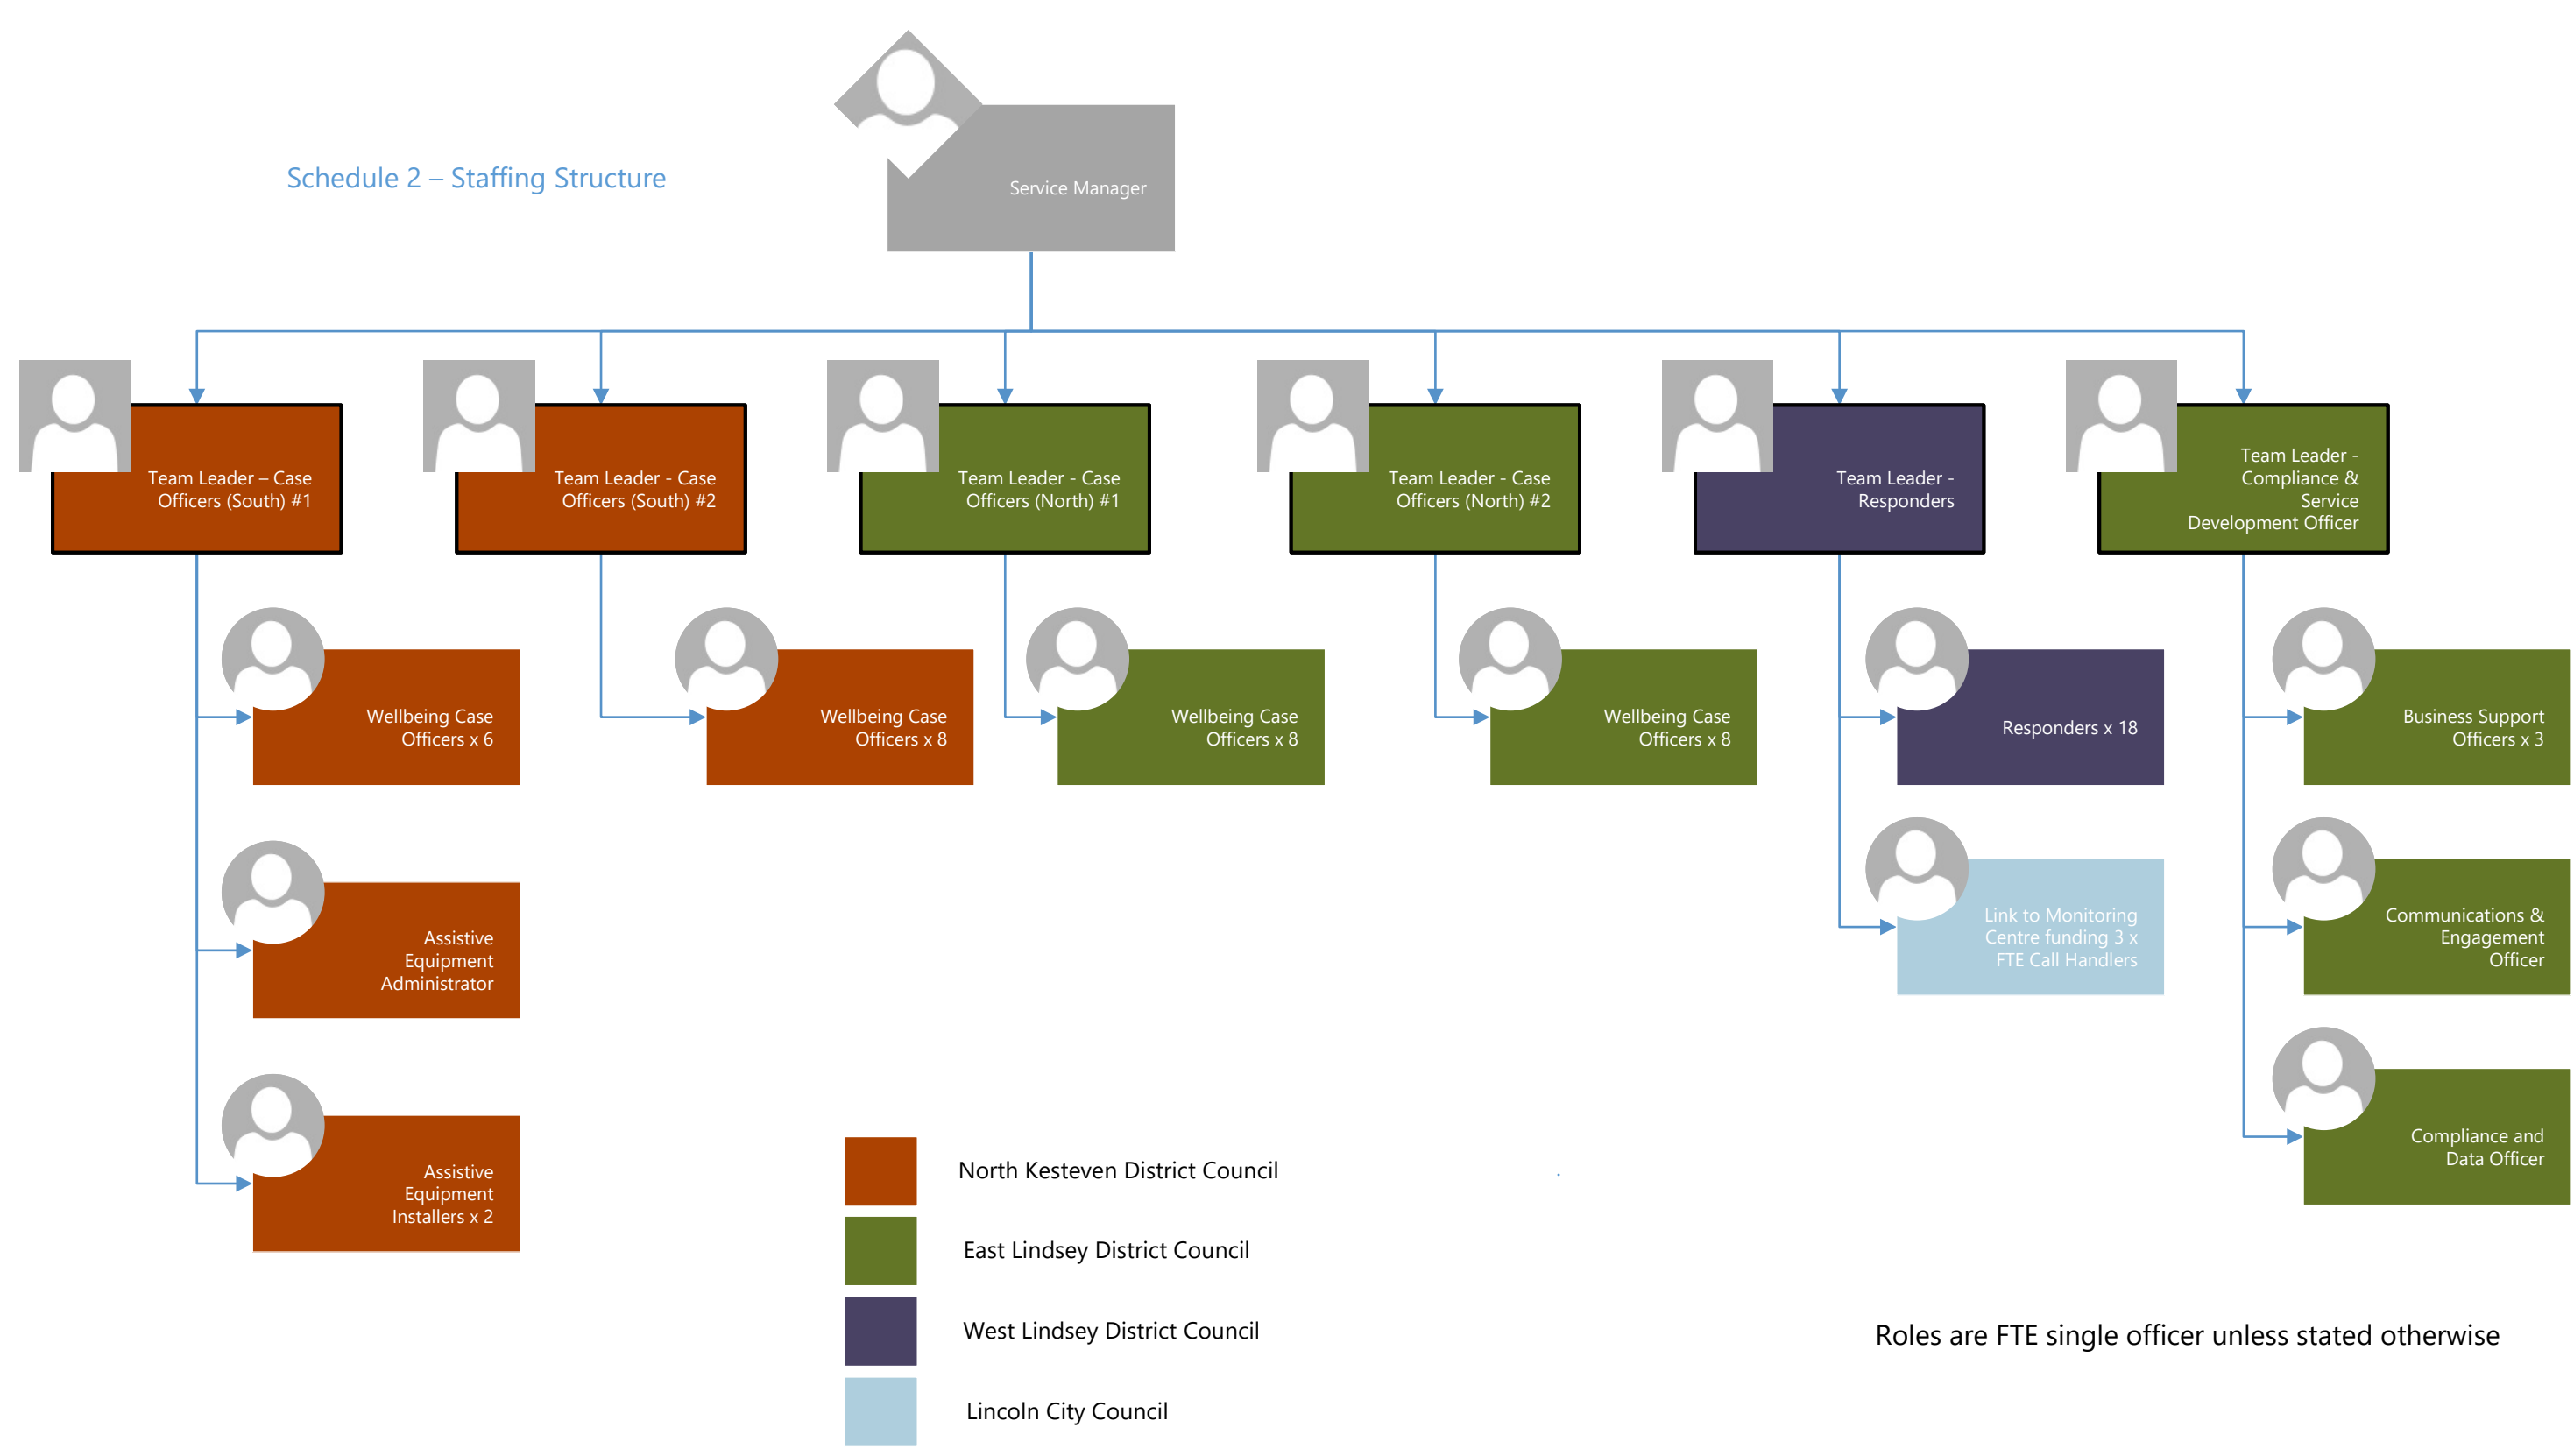 Schedule 2 – Staffing Structure
Service Manager
Team Leader – Case
Officers (South) #1
Team Leader - Case
Officers (South) #2
Team Leader - Case
Officers (North) #1
Team Leader - Case
Officers (North) #2
Team Leader -
Responders
Team Leader -
Compliance &
Service
Development Officer
Wellbeing Case
Officers x 6
Wellbeing Case
Officers x 8
Wellbeing Case
Officers x 8
Wellbeing Case
Officers x 8
Responders x 18
Business Support
Officers x 3
Assistive
Equipment
Administrator
Link to Monitoring
Centre funding 3 x
FTE Call Handlers
Communications &
Engagement
Officer
Assistive
Equipment
Installers x 2
Compliance and
Data Officer
North Kesteven District Council
East Lindsey District Council
West Lindsey District Council
Lincoln City Council
Roles are FTE single officer unless stated otherwise